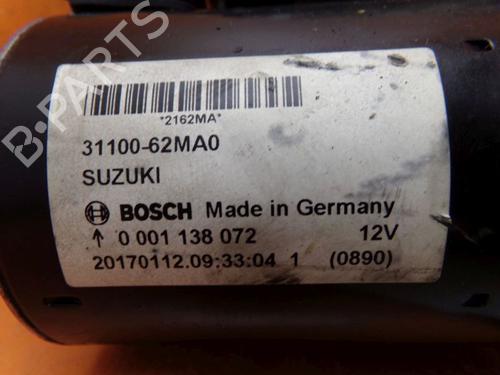 B-PARTS
*2162MA*
31100-62MA0
SUZUKI
BOSCH Made in Germany
↑ 0 001 138 072 12V
20170112.09:33:04 1 (0890)